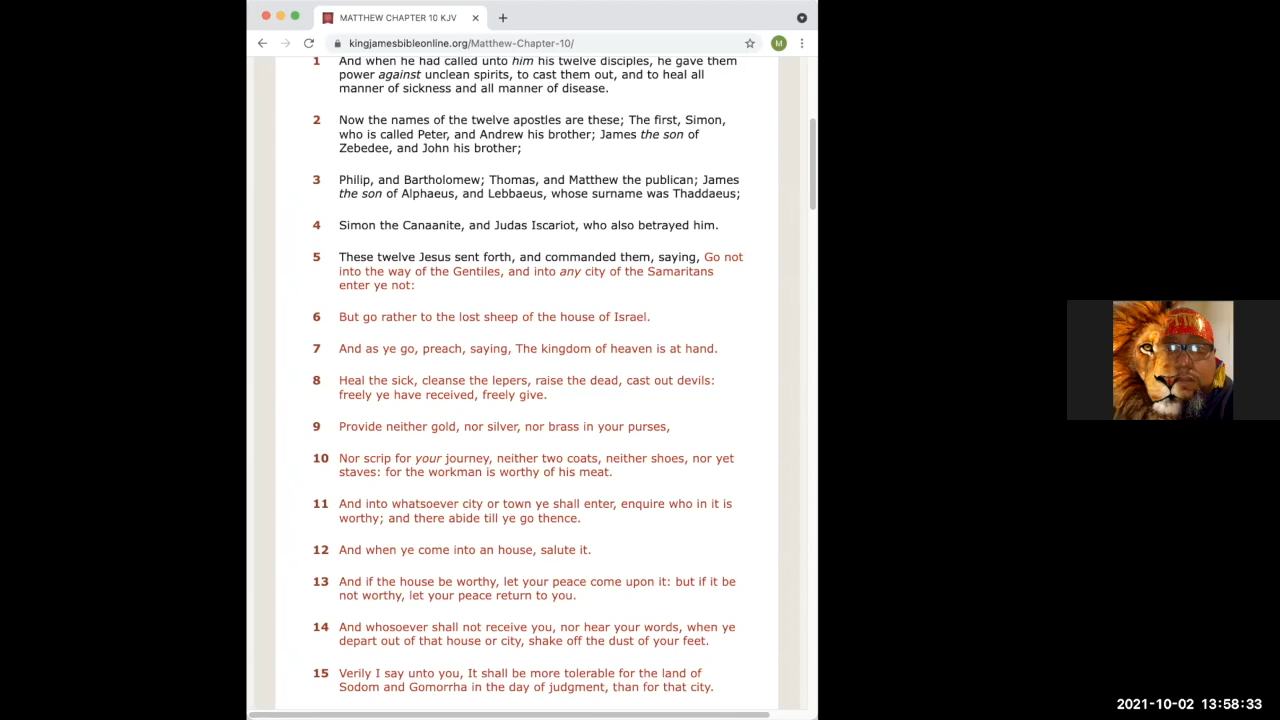 MATTHEW CHAPTER 10 KJV
kingjamesbibleonline.org/Matthew-Chapter-10/
M
1 And when he had called unto him his twelve disciples, he gave them
power against unclean spirits, to cast them out, and to heal all
manner of sickness and all manner of disease.
2 Now the names of the twelve apostles are these; The first, Simon,
who is called Peter, and Andrew his brother; James the son of
Zebedee, and John his brother;
3 Philip, and Bartholomew; Thomas, and Matthew the publican; James
the son of Alphaeus, and Lebbaeus, whose surname was Thaddaeus;
4 Simon the Canaanite, and Judas Iscariot, who also betrayed him.
5 These twelve Jesus sent forth, and commanded them, saying, Go not
into the way of the Gentiles, and into any city of the Samaritans
enter ye not:
6 But go rather to the lost sheep of the house of Israel.
7 And as ye go, preach, saying, The kingdom of heaven is at hand.
8 Heal the sick, cleanse the lepers, raise the dead, cast out devils:
freely ye have received, freely give.
9 Provide neither gold, nor silver, nor brass in your purses,
10 Nor scrip for your journey, neither two coats, neither shoes, nor yet
staves: for the workman is worthy of his meat.
11 And into whatsoever city or town ye shall enter, enquire who in it is
worthy; and there abide till ye go thence.
12 And when ye come into an house, salute it.
13 And if the house be worthy, let your peace come upon it: but if it be
not worthy, let your peace return to you.
14 And whosoever shall not receive you, nor hear your words, when ye
depart out of that house or city, shake off the dust of your feet.
15 Verily I say unto you, It shall be more tolerable for the land of
Sodom and Gomorrha in the day of judgment, than for that city.
2021-10-02 13:58:33